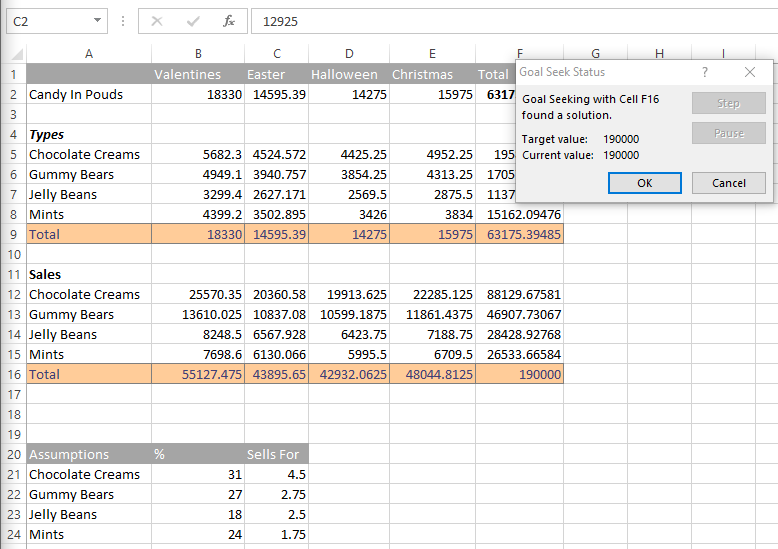 C2 fx 12925
A B C D E F G H I
1 Valentines Easter Halloween Christmas Total
2 Candy In Pouds 18330 14595.39 14275 15975 6317
3
4 Types
5 Chocolate Creams 5682.3 4524.572 4425.25 4952.25 195
6 Gummy Bears 4949.1 3940.757 3854.25 4313.25 1705
7 Jelly Beans 3299.4 2627.171 2569.5 2875.5 1137
8 Mints 4399.2 3502.895 3426 3834 15162.09476
9 Total 18330 14595.39 14275 15975 63175.39485
10
11 Sales
12 Chocolate Creams 25570.35 20360.58 19913.625 22285.125 88129.67581
13 Gummy Bears 13610.025 10837.08 10599.1875 11861.4375 46907.73067
14 Jelly Beans 8248.5 6567.928 6423.75 7188.75 28428.92768
15 Mints 7698.6 6130.066 5995.5 6709.5 26533.66584
16 Total 55127.475 43895.65 42932.0625 48044.8125 190000
17
18
19
20 Assumptions % Sells For
21 Chocolate Creams 31 4.5
22 Gummy Bears 27 2.75
23 Jelly Beans 18 2.5
24 Mints 24 1.75
Goal Seek Status ?
Goal Seeking with Cell F16
found a solution.
Target value: 190000
Current value: 190000
Step
Pause
OK Cancel